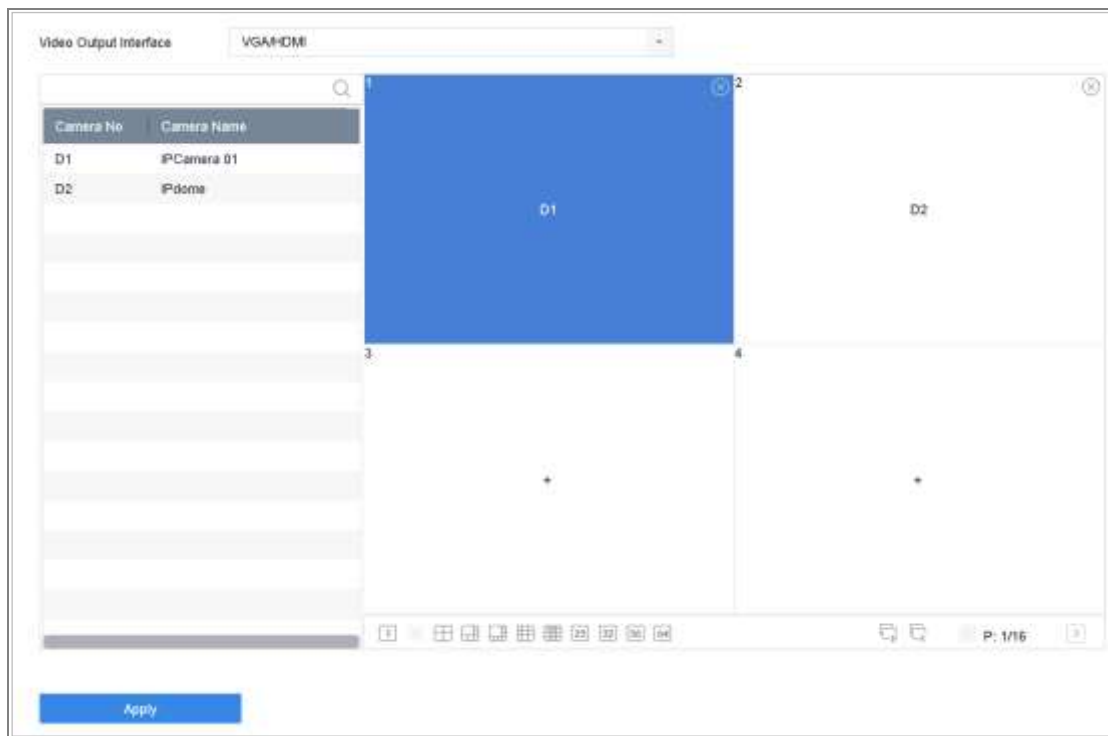 Video Output Interface VGA/HDMI
Camera No Camera Name
D1 IPCamera 01
D2 IPdome
1
D1
2
D2
3
+
4
+
P: 1/16
Apply